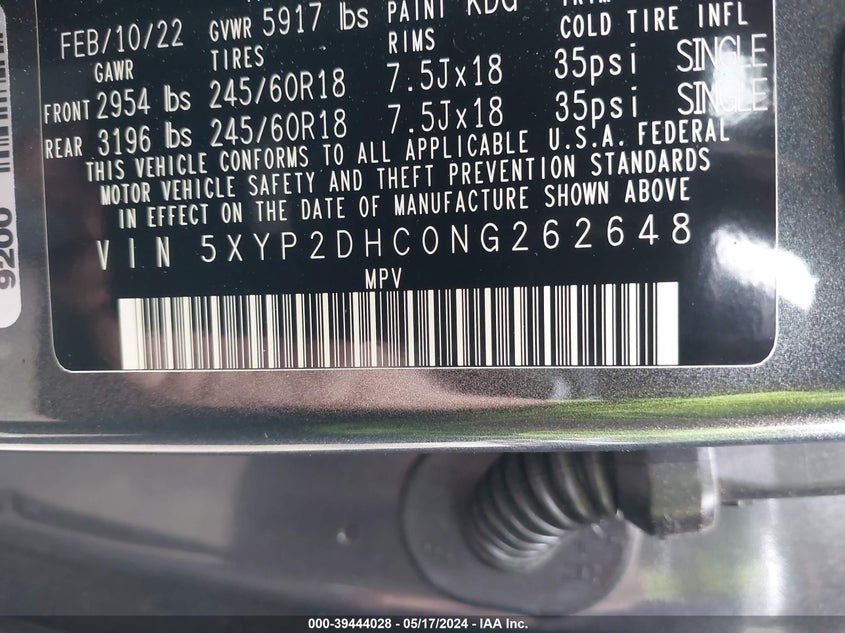 FEB/10/22 GVWR 5917 lbs PAINT KDG
GAWR TIRES RIMS COLD TIRE INFL
FRONT 2954 lbs 245/60R18 7.5Jx18 35psi SINGLE
REAR 3196 lbs 245/60R18 7.5Jx18 35psi SINGLE
THIS VEHICLE CONFORMS TO ALL APPLICABLE U.S.A. FEDERAL
MOTOR VEHICLE SAFETY AND THEFT PREVENTION STANDARDS
IN EFFECT ON THE DATE OF MANUFACTURE SHOWN ABOVE
VIN 5XYP2DHC0NG262648
MPV
9200
000-39444028 - 05/17/2024 - IAA Inc.